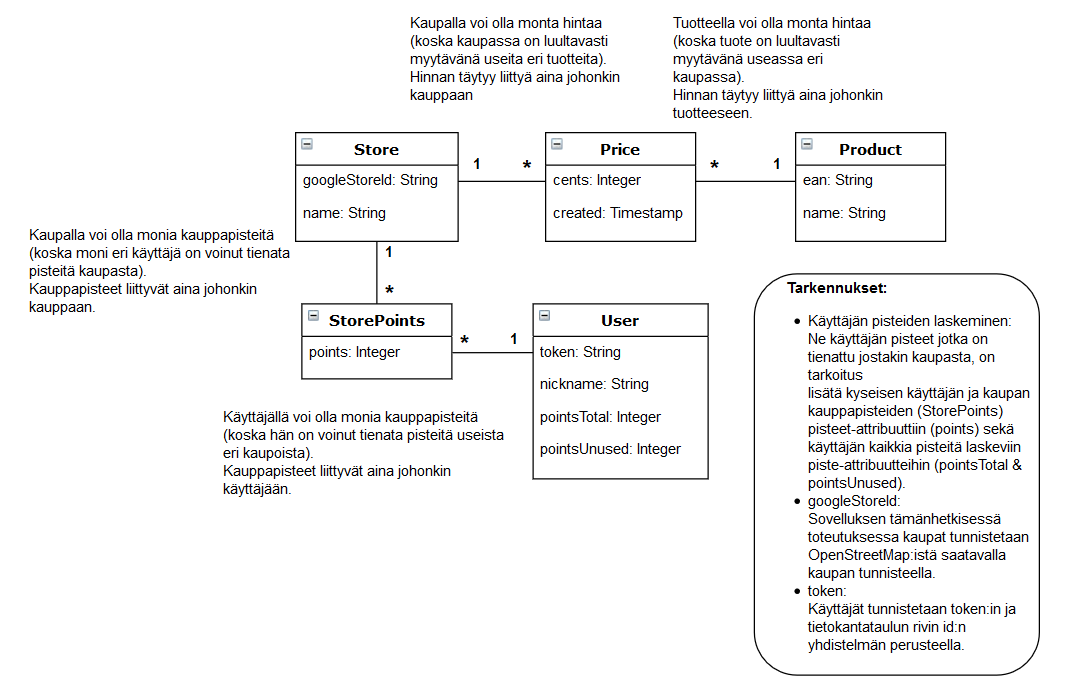 Kaupalla voi olla monta hintaa
(koska kaupassa on luultavasti
myytävänä useita eri tuotteita).
Hinnan täytyy liittyä aina johonkin
kauppaan
Tuotteella voi olla monta hintaa
(koska tuote on luultavasti
myytävänä useassa eri
kaupassa).
Hinnan täytyy liittyä aina johonkin
tuotteeseen.
Store
googleStoreId: String
name: String
1
*
Price
cents: Integer
created: Timestamp
*
1
Product
ean: String
name: String
Kaupalla voi olla monia kauppapisteitä
(koska moni eri käyttäjä on voinut tienata
pisteitä kaupasta).
Kauppapisteet liittyvät aina johonkin
kauppaan.
1
*
StorePoints
points: Integer
*
1
User
token: String
nickname: String
pointsTotal: Integer
pointsUnused: Integer
Käyttäjällä voi olla monia kauppapisteitä
(koska hän on voinut tienata pisteitä useista
eri kaupoista).
Kauppapisteet liittyvät aina johonkin
käyttäjään.
Tarkennukset:
• Käyttäjän pisteiden laskeminen:
Ne käyttäjän pisteet jotka on
tienattu jostakin kaupasta, on
tarkoitus
lisätä kyseisen käyttäjän ja kaupan
kauppapisteiden (StorePoints)
pisteet-attribuuttiin (points) sekä
käyttäjän kaikkia pisteitä laskeviin
piste-attribuutteihin (pointsTotal &
pointsUnused).
• googleStoreId:
Sovelluksen tämänhetkisessä
toteutuksessa kaupat tunnistetaan
OpenStreetMap:istä saatavalla
kaupan tunnisteella.
• token:
Käyttäjät tunnistetaan token:in ja
tietokantataulun rivin id:n
yhdistelmän perusteella.